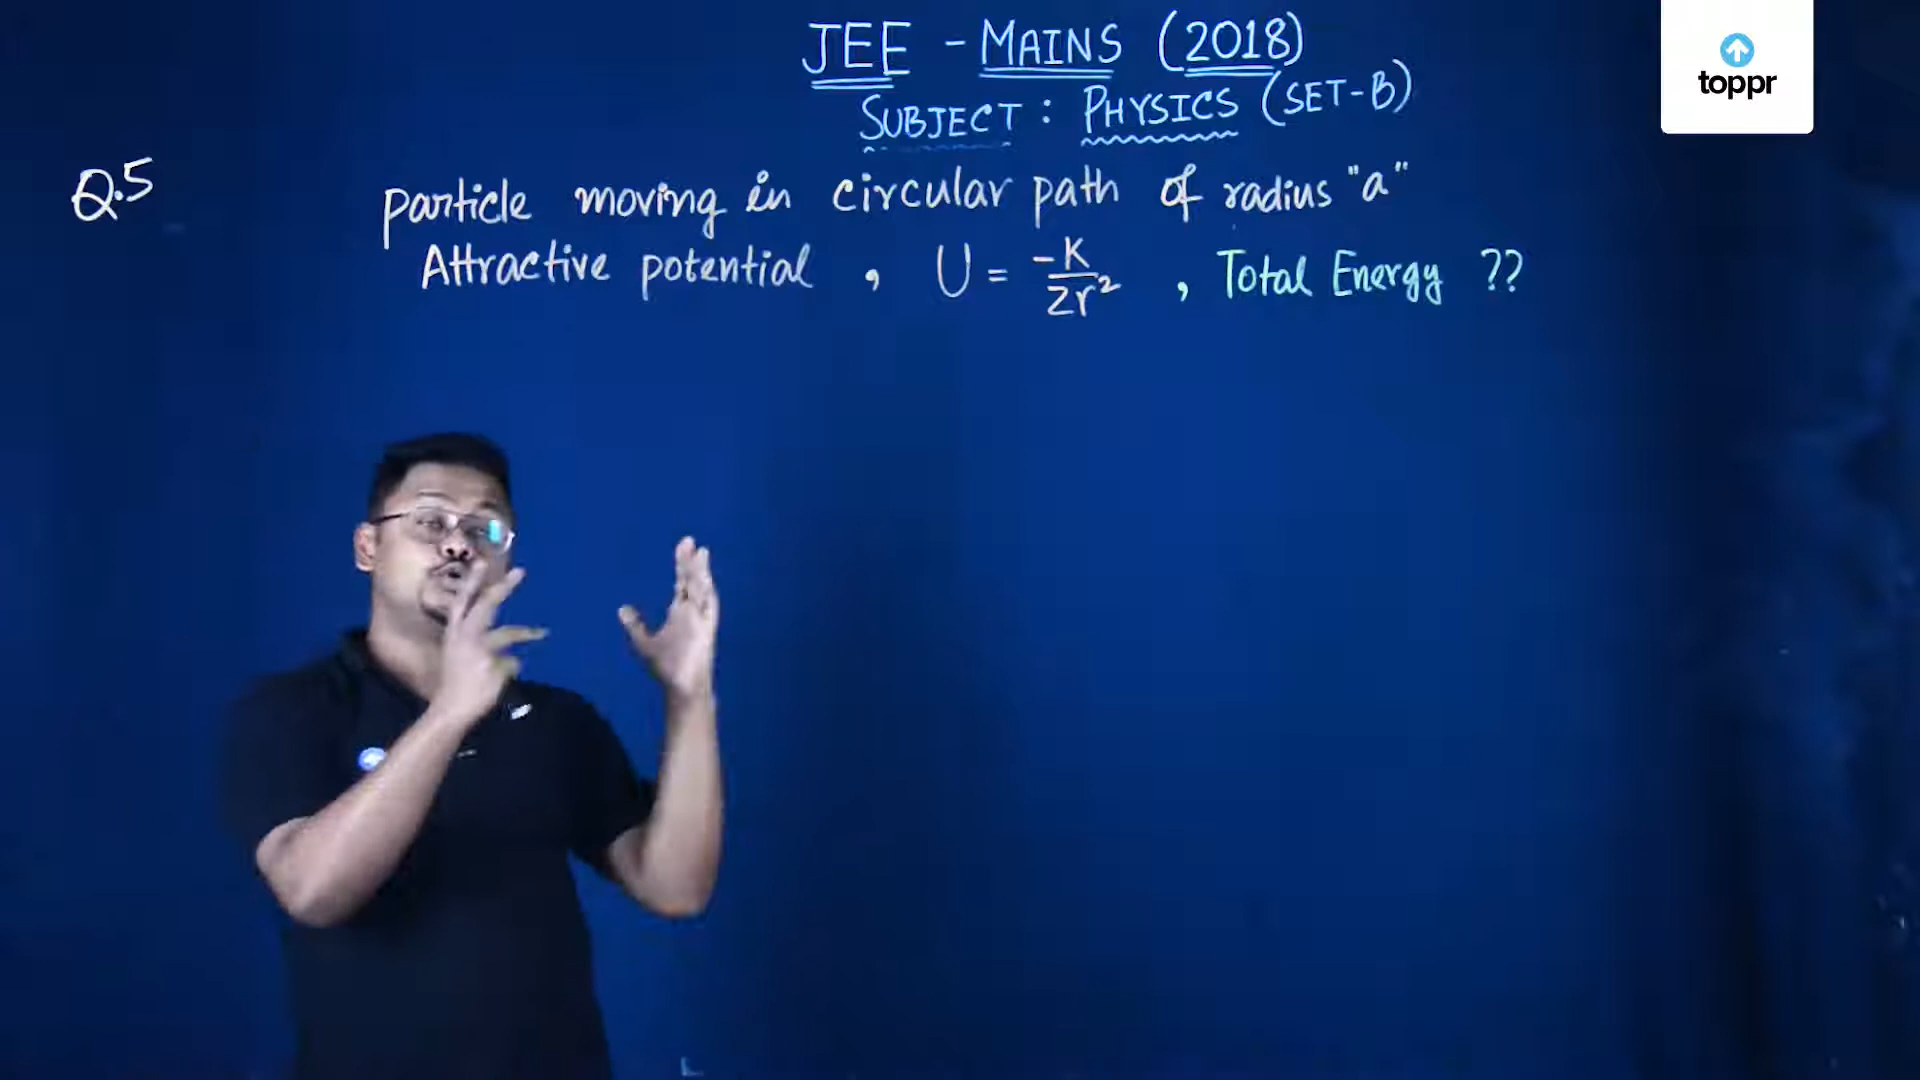 JEE - MAINS (2018)
SUBJECT : PHYSICS (SET-B)
toppr
Q.5
particle moving in circular path of radius "a"
Attractive potential , U = -K/2r² , Total Energy ??